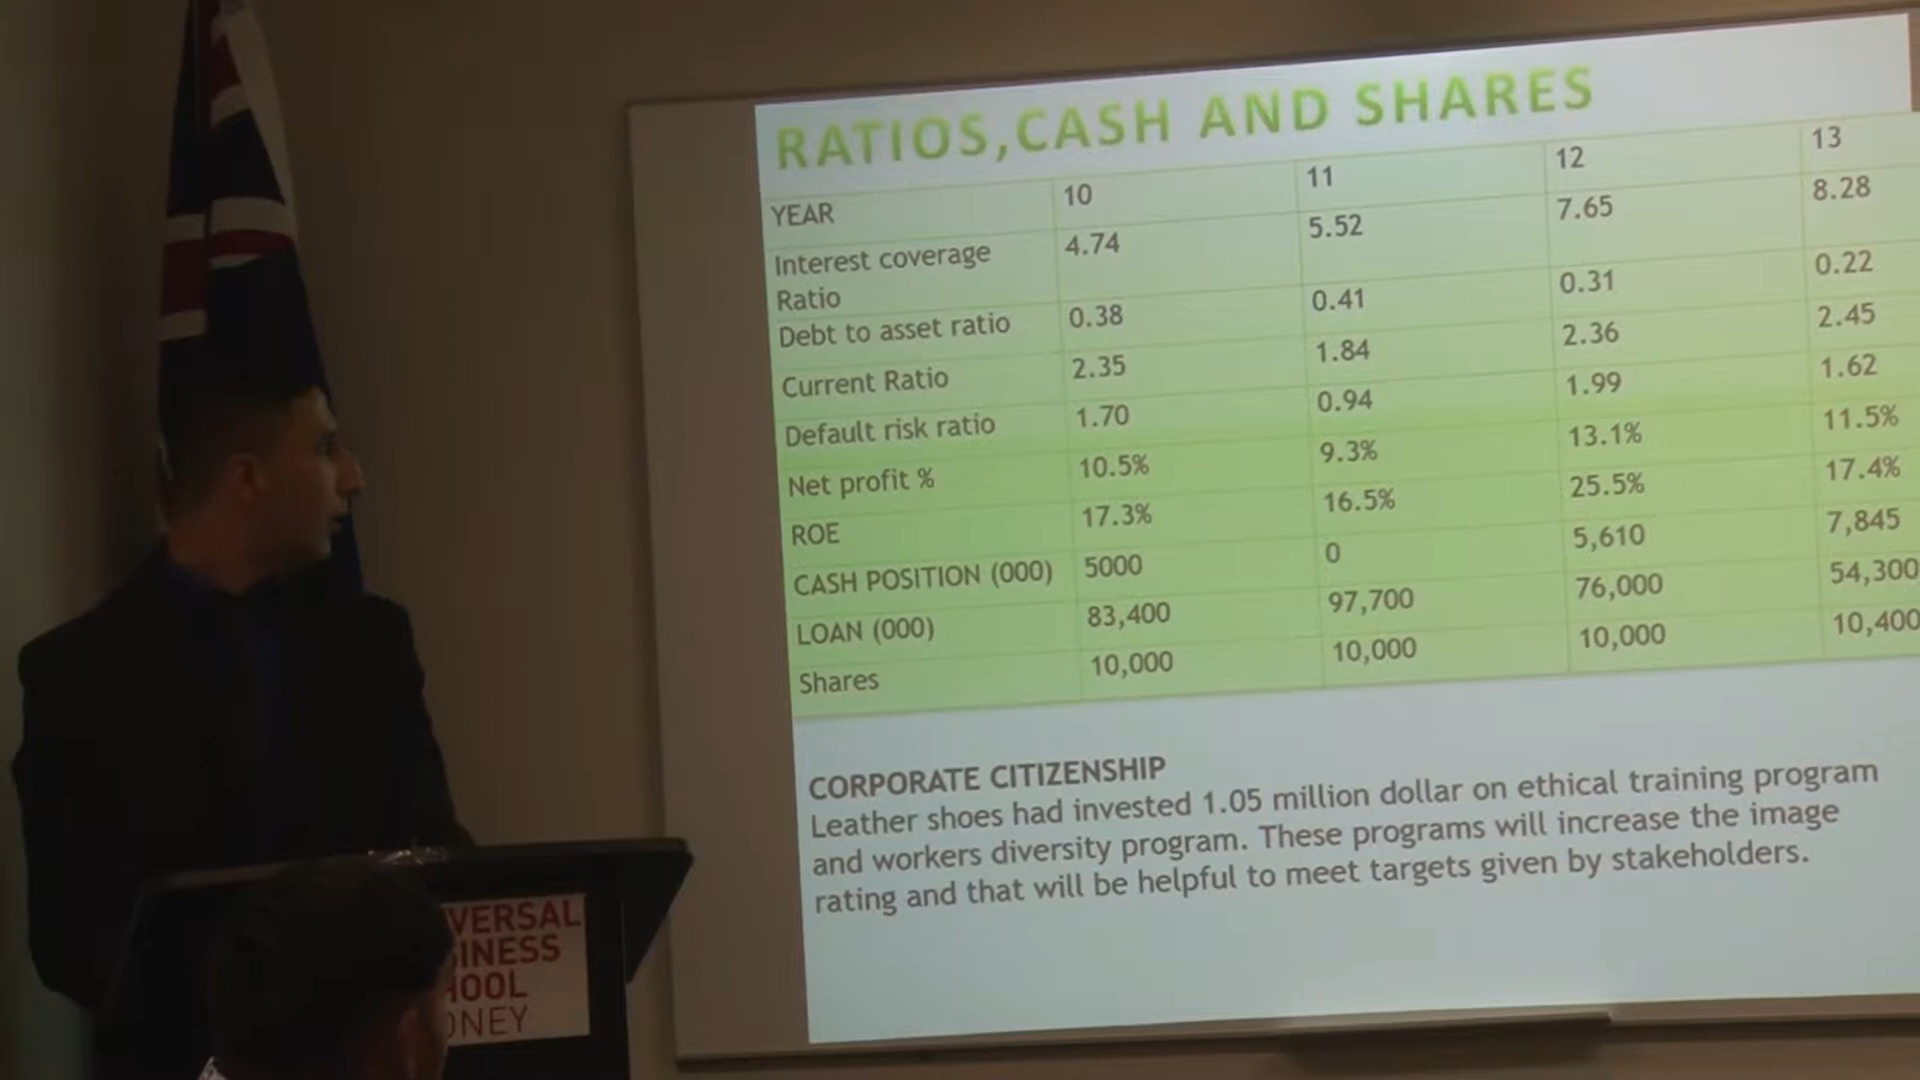 RATIOS,CASH AND SHARES
YEAR 10 11 12 13
Interest coverage Ratio 4.74 5.52 7.65 8.28
Debt to asset ratio 0.38 0.41 0.31 0.22
Current Ratio 2.35 1.84 2.36 2.45
Default risk ratio 1.70 0.94 1.99 1.62
Net profit % 10.5% 9.3% 13.1% 11.5%
ROE 17.3% 16.5% 25.5% 17.4%
CASH POSITION (000) 5000 0 5,610 7,845
LOAN (000) 83,400 97,700 76,000 54,300
Shares 10,000 10,000 10,000 10,400
CORPORATE CITIZENSHIP
Leather shoes had invested 1.05 million dollar on ethical training program
and workers diversity program. These programs will increase the image
rating and that will be helpful to meet targets given by stakeholders.
VERSAL
INESS
HOOL
DNEY